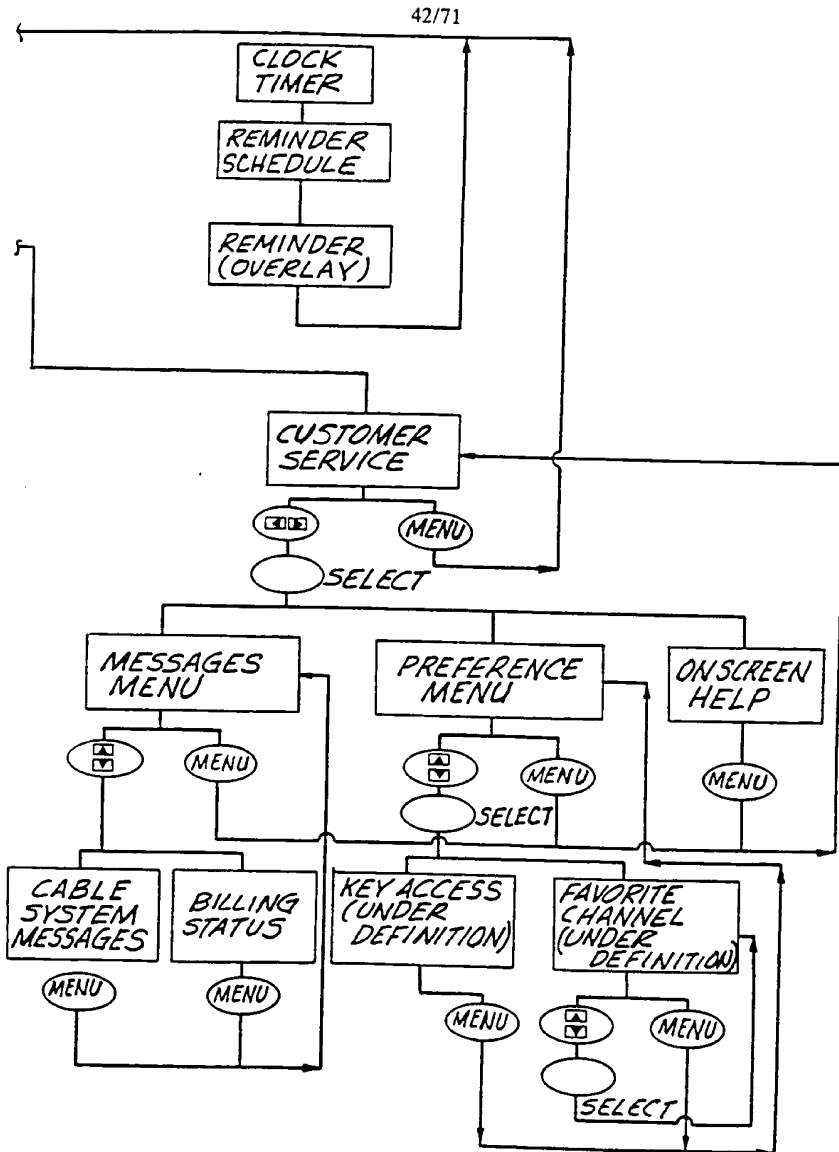 42/71
CLOCK
TIMER
REMINDER
SCHEDULE
REMINDER
(OVERLAY)
CUSTOMER
SERVICE
MENU
SELECT
MESSAGES
MENU
PREFERENCE
MENU
ON SCREEN
HELP
MENU
MENU
MENU
SELECT
CABLE
SYSTEM
MESSAGES
BILLING
STATUS
KEY ACCESS
(UNDER
DEFINITION)
FAVORITE
CHANNEL
(UNDER
DEFINITION)
MENU
MENU
MENU
MENU
SELECT